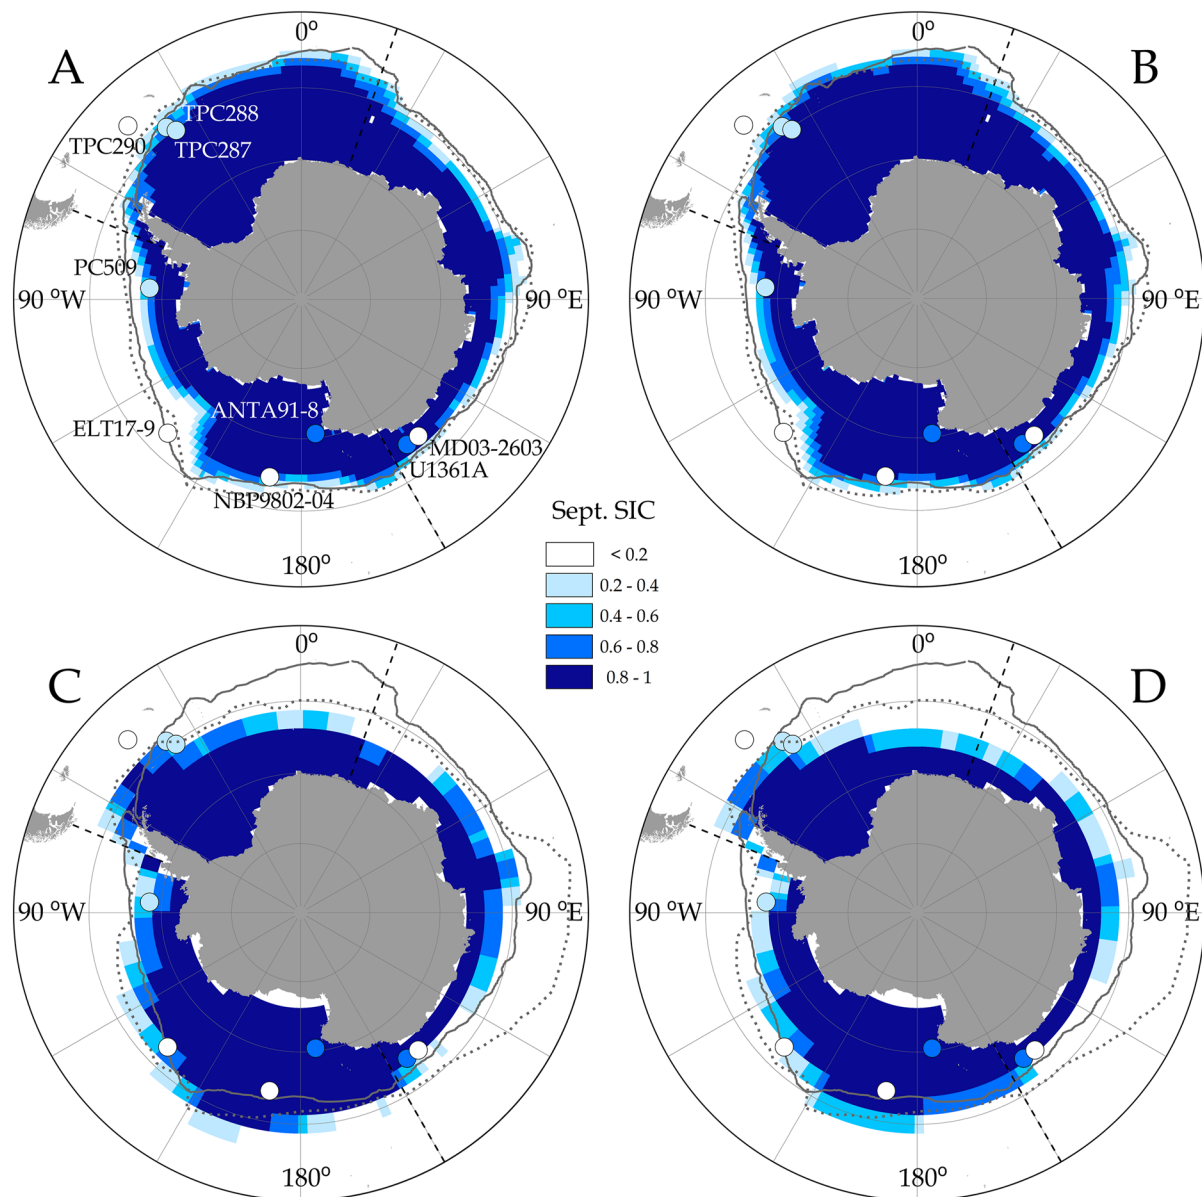 A
0°
TPC288
TPC290
TPC287
PC509
90 °W
90 °E
ELT17-9
ANTA91-8
MD03-2603
U1361A
NBP9802-04
180°
B
0°
90 °W
90 °E
180°
Sept. SIC
< 0.2
0.2 - 0.4
0.4 - 0.6
0.6 - 0.8
0.8 - 1
C
0°
90 °W
90 °E
180°
D
0°
90 °W
90 °E
180°